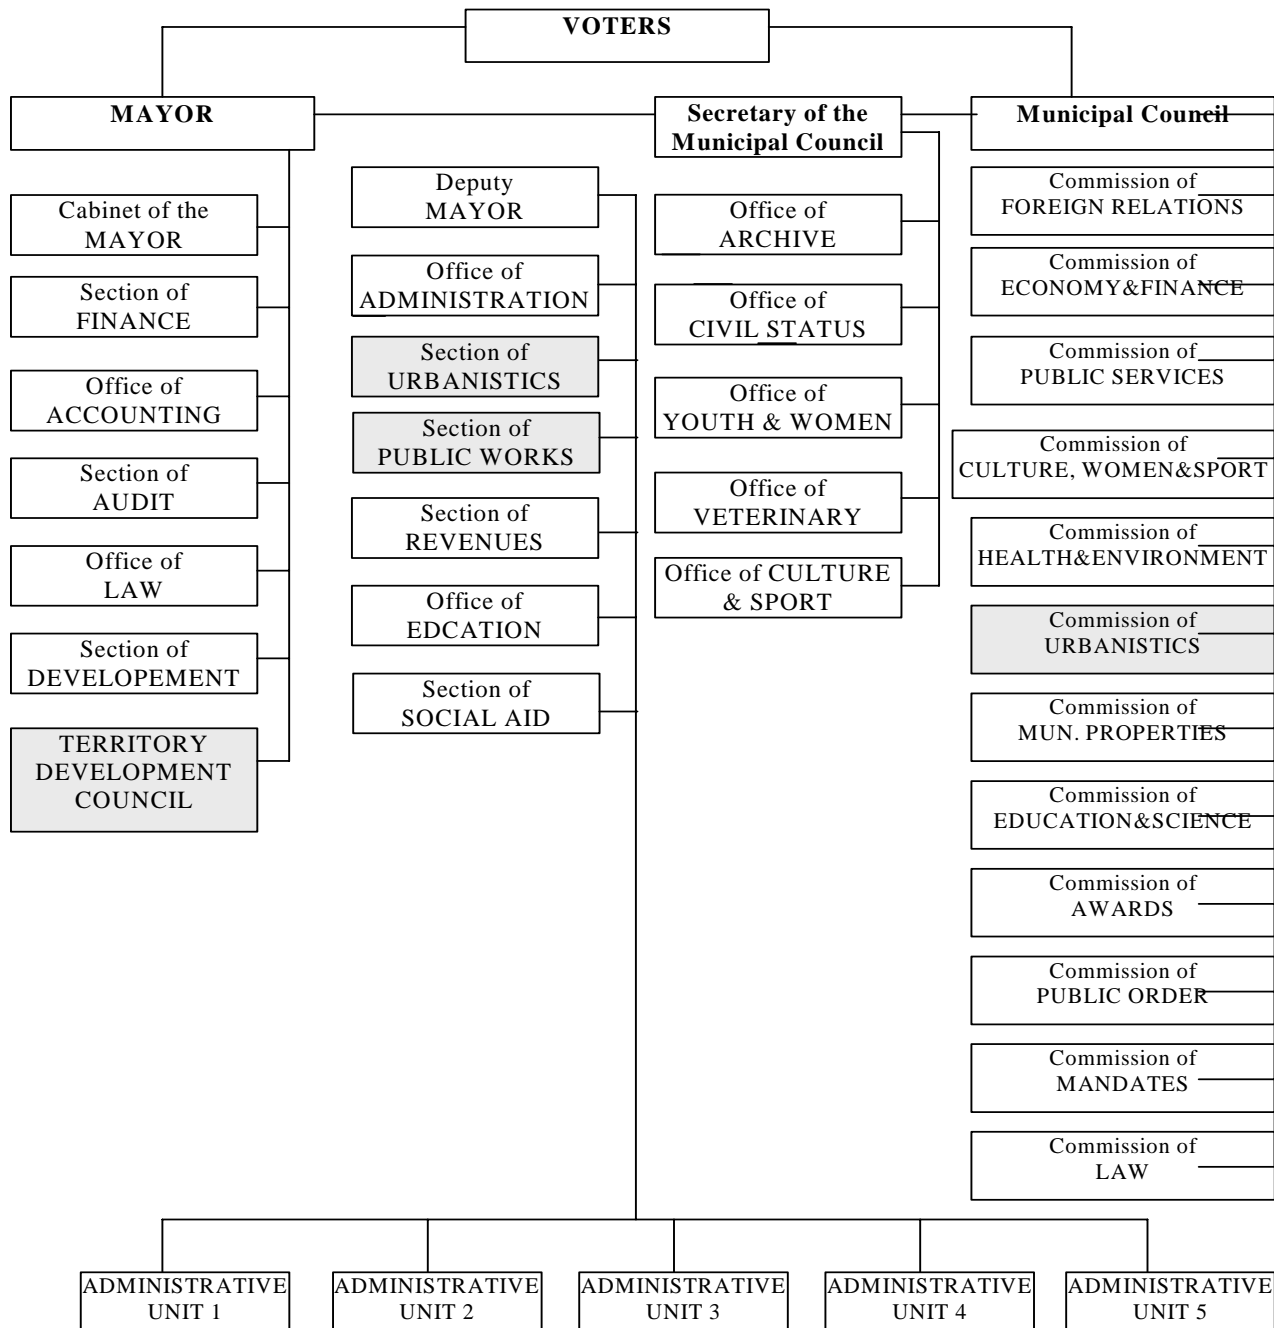 VOTERS
MAYOR
Secretary of the
Municipal Council
Municipal Council
Cabinet of the
MAYOR
Section of
FINANCE
Office of
ACCOUNTING
Section of
AUDIT
Office of
LAW
Section of
DEVELOPEMENT
TERRITORY
DEVELOPMENT
COUNCIL
Deputy
MAYOR
Office of
ADMINISTRATION
Section of
URBANISTICS
Section of
PUBLIC WORKS
Section of
REVENUES
Office of
EDCATION
Section of
SOCIAL AID
Office of
ARCHIVE
Office of
CIVIL STATUS
Office of
YOUTH & WOMEN
Office of
VETERINARY
Office of CULTURE
& SPORT
Commission of
FOREIGN RELATIONS
Commission of
ECONOMY&FINANCE
Commission of
PUBLIC SERVICES
Commission of
CULTURE, WOMEN&SPORT
Commission of
HEALTH&ENVIRONMENT
Commission of
URBANISTICS
Commission of
MUN. PROPERTIES
Commission of
EDUCATION&SCIENCE
Commission of
AWARDS
Commission of
PUBLIC ORDER
Commission of
MANDATES
Commission of
LAW
ADMINISTRATIVE
UNIT 1
ADMINISTRATIVE
UNIT 2
ADMINISTRATIVE
UNIT 3
ADMINISTRATIVE
UNIT 4
ADMINISTRATIVE
UNIT 5